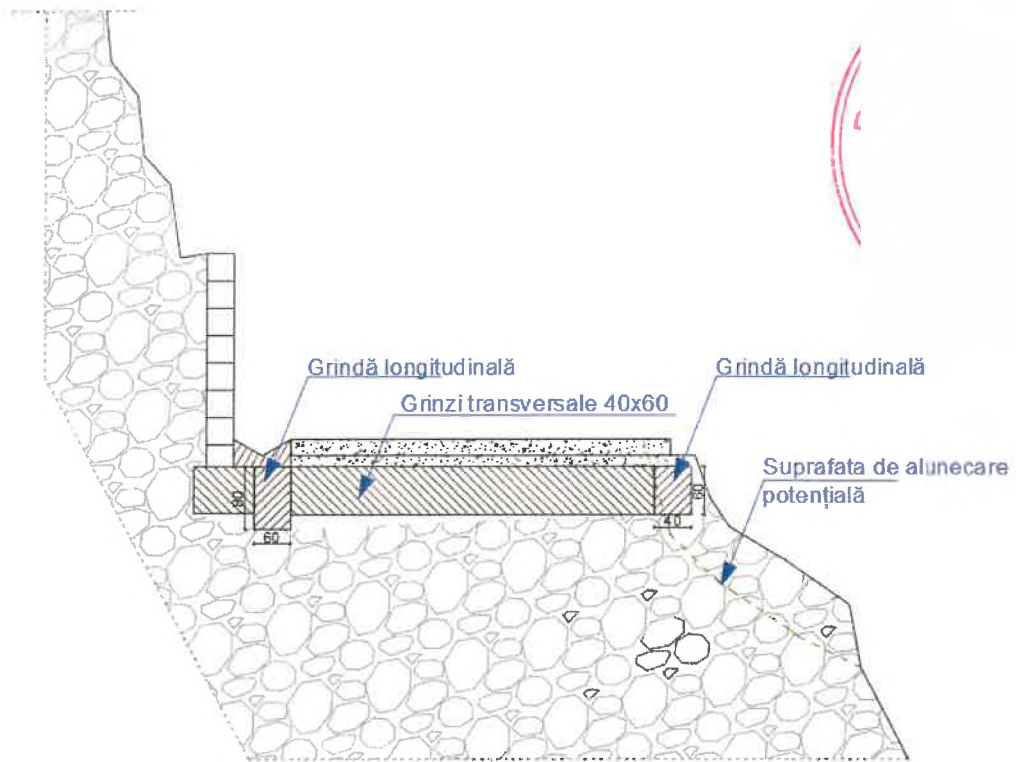 Grindă longitudinală
Grindă longitudinală
Grinzi transversale 40x60
Suprafata de alunecare
potențială
80
60
60
40